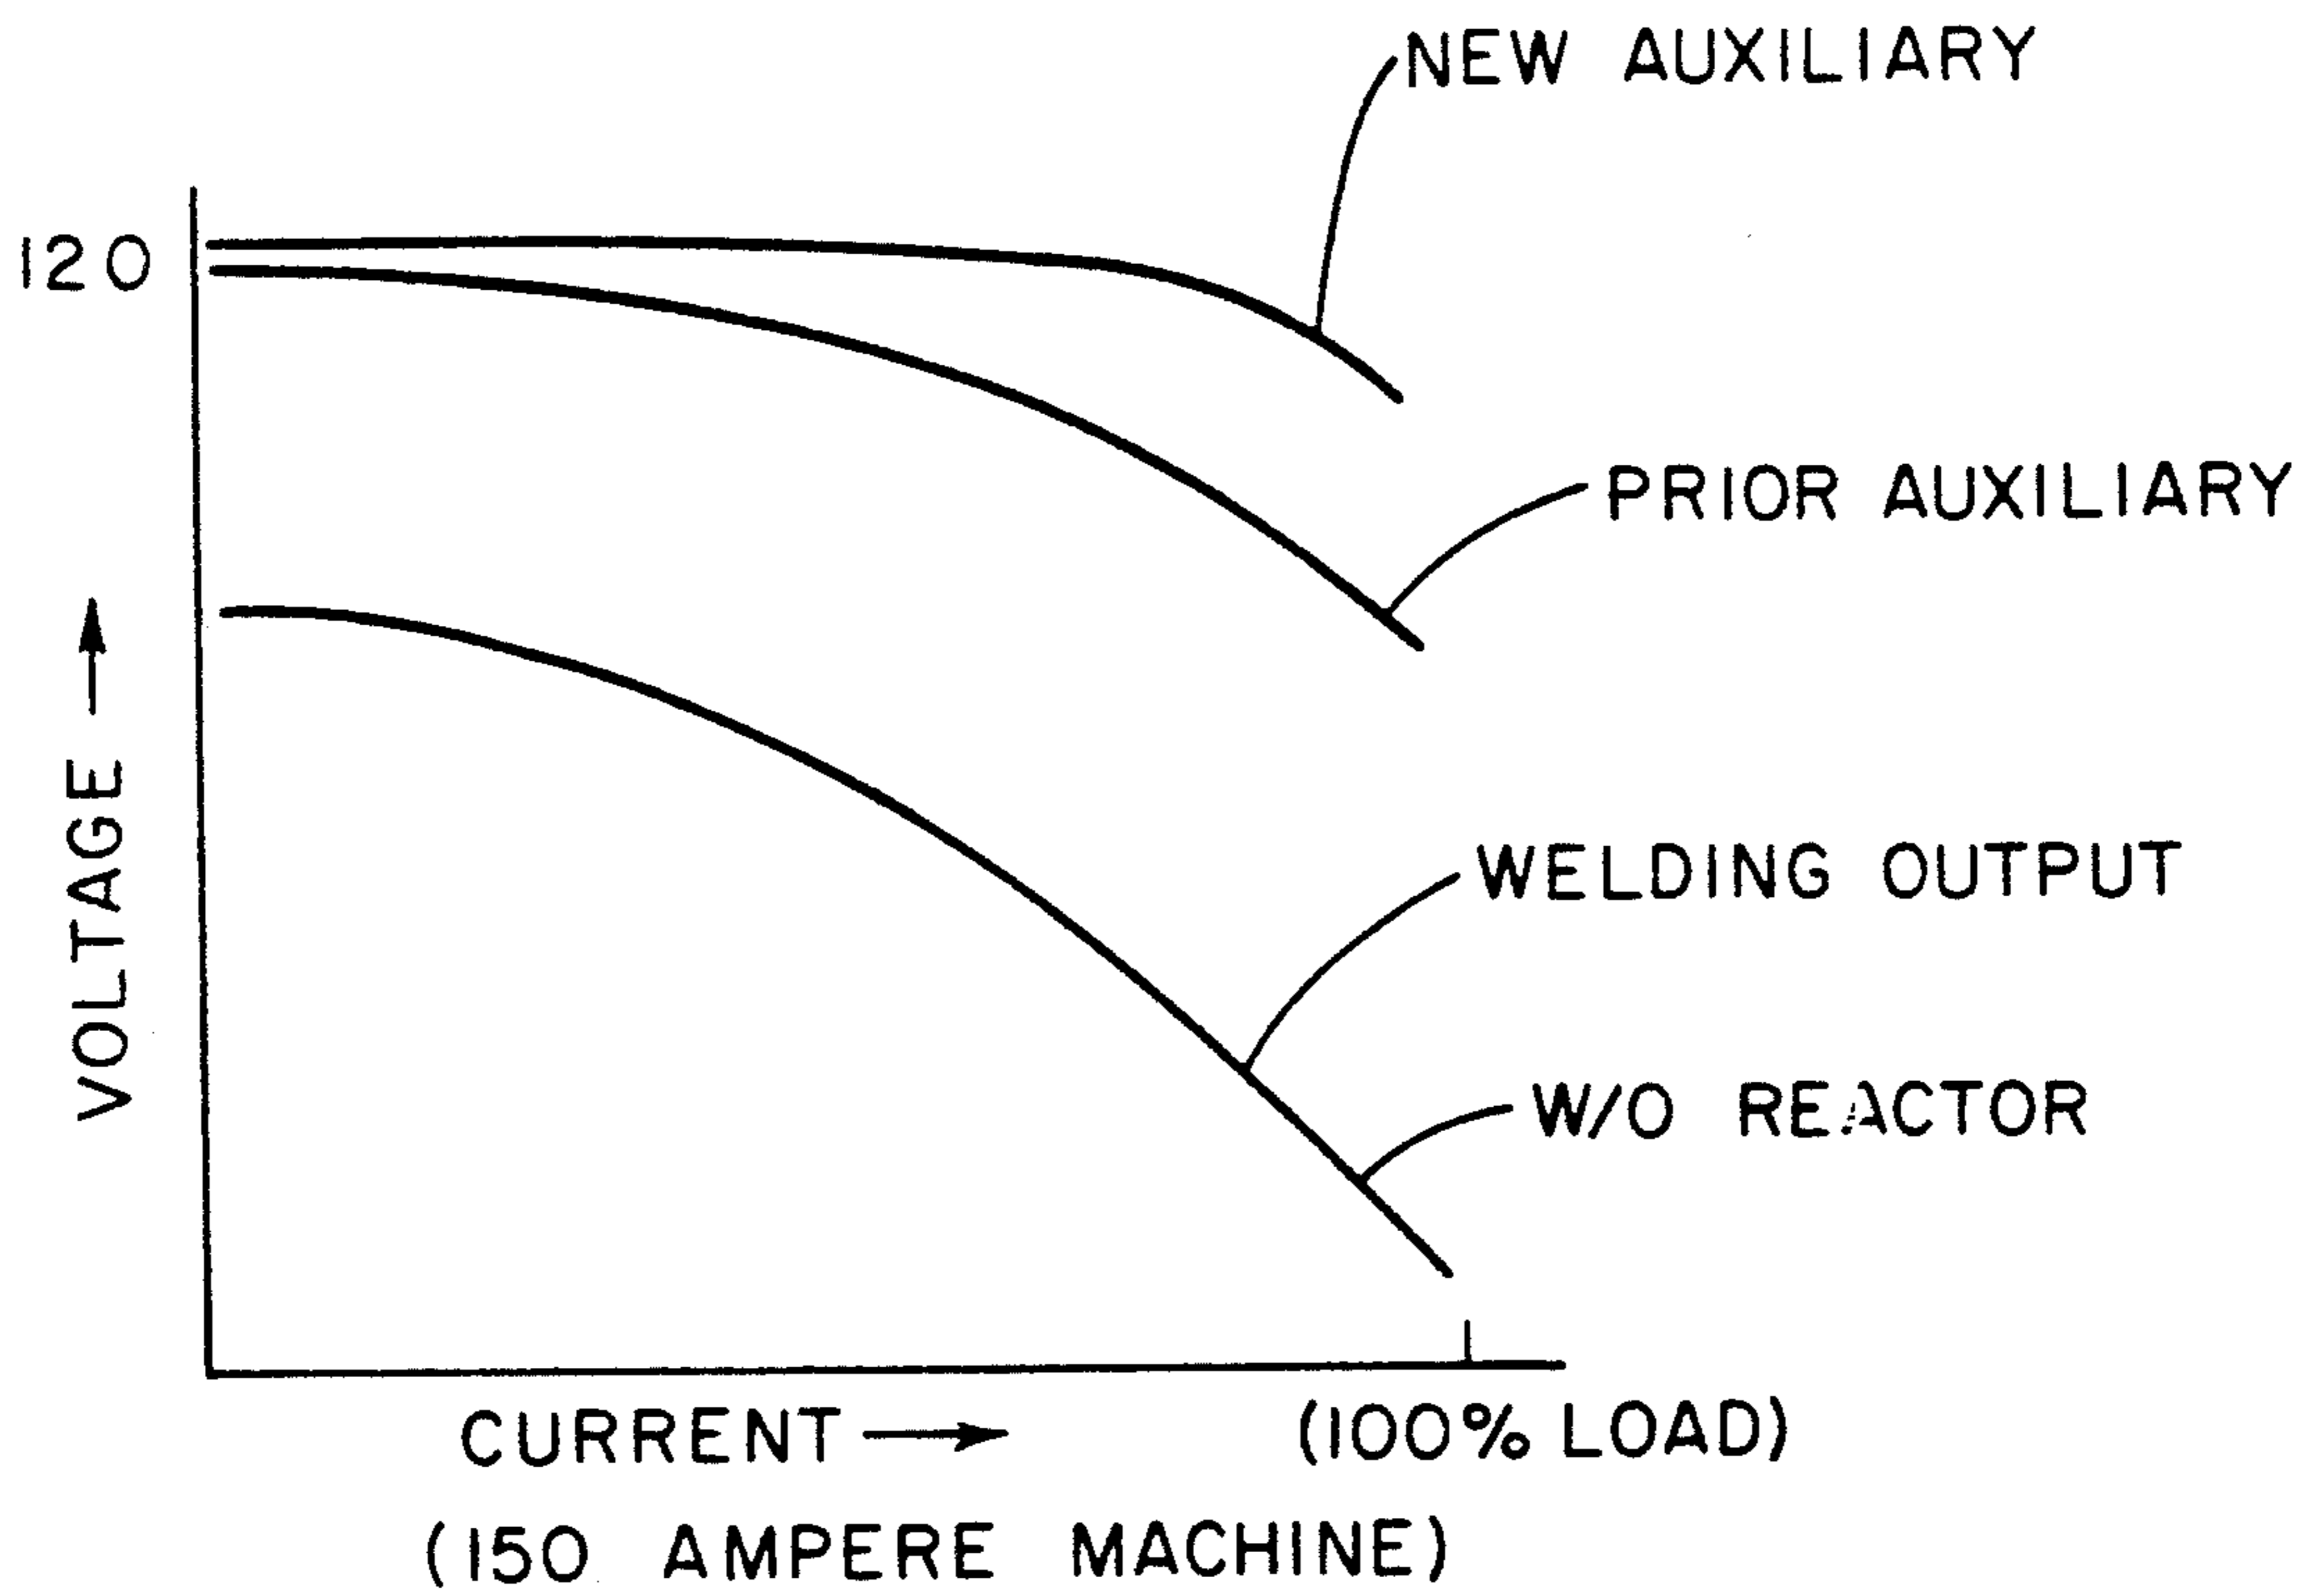 NEW AUXILIARY
120
PRIOR AUXILIARY
VOLTAGE
WELDING OUTPUT
W/O REACTOR
CURRENT
(100% LOAD)
(150 AMPERE MACHINE)